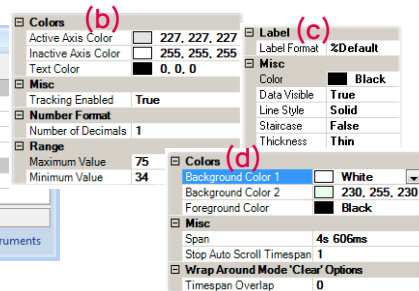 (b)
Colors
Active Axis Color 227, 227, 227
Inactive Axis Color 255, 255, 255
Text Color 0, 0, 0
Misc
Tracking Enabled True
Number Format
Number of Decimals 1
Range
Maximum Value 75
Minimum Value 34
(c)
Label
Label Format %Default
Misc
Color Black
Data Visible True
Line Style Solid
Staircase False
Thickness Thin
(d)
Colors
Background Color 1 White
Background Color 2 230, 255, 230
Foreground Color Black
Misc
Span 4s 606ms
Stop Auto Scroll Timespan 1
Wrap Around Mode 'Clear' Options
Timespan Overlap 0
ruments